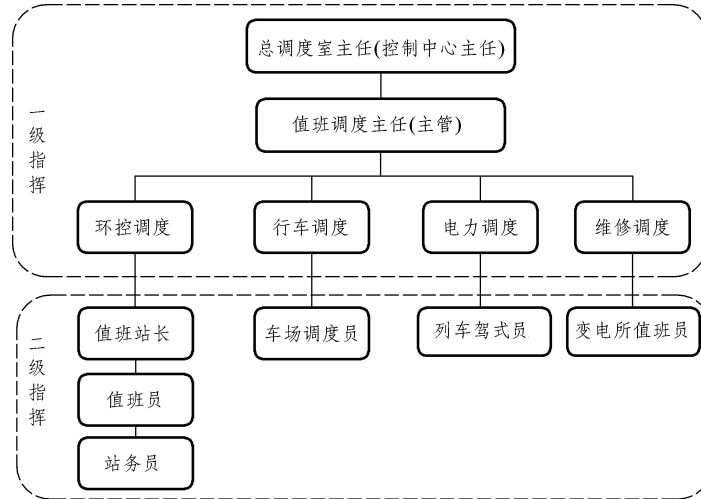 总调度室主任(控制中心主任)
值班调度主任(主管)
一级指挥
环控调度
行车调度
电力调度
维修调度
二级指挥
值班站长
车场调度员
列车驾式员
变电所值班员
值班员
站务员